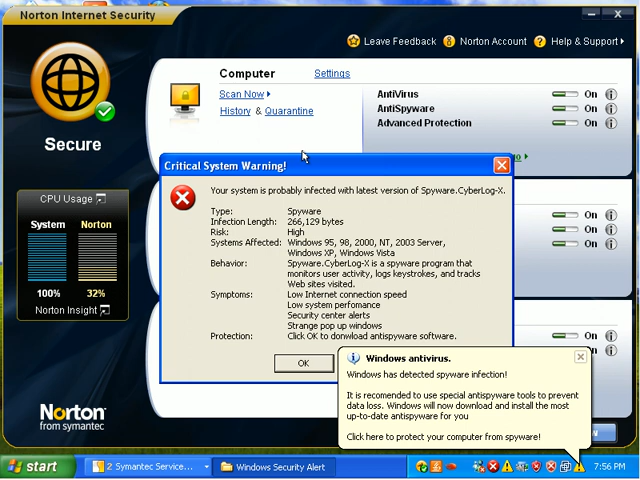 Norton Internet Security
Leave Feedback Norton Account Help & Support
Computer Settings
Scan Now
History & Quarantine
AntiVirus On
AntiSpyware On
Advanced Protection On
Secure
CPU Usage
System Norton
100% 32%
Norton Insight
Norton
from symantec
On
On
On
On
On
Critical System Warning!
Your system is probably infected with latest version of Spyware.CyberLog-X.
Type: Spyware
Infection Length: 266,129 bytes
Risk: High
Systems Affected: Windows 95, 98, 2000, NT, 2003 Server,
Windows XP, Windows Vista
Behavior: Spyware.CyberLog-X is a spyware program that
monitors user activity, logs keystrokes, and tracks
Web sites visited.
Symptoms: Low Internet connection speed
Low system perfomance
Security center alerts
Strange pop up windows
Protection: Click OK to donwload antispyware software.
OK
Windows antivirus.
Windows has detected spyware infection!
It is recomended to use special antispyware tools to prevent
data loss. Windows will now download and install the most
up-to-date antispyware for you
Click here to protect your computer from spyware!
start 2 Symantec Service... Windows Security Alert 7:56 PM